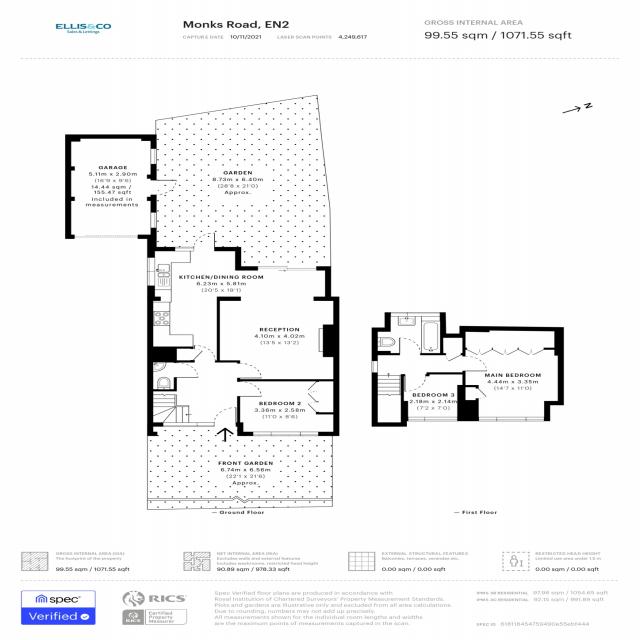 ELLIS&CO
Sales & Lettings
Monks Road, EN2
CAPTURE DATE 10/11/2021 LASER SCAN POINTS 4,249,617
GROSS INTERNAL AREA
99.55 sqm / 1071.55 sqft
N
GARAGE
5.11m x 2.90m
(16'9 x 9'6)
14.44 sqm /
155.47 sqft
Included in
measurements
GARDEN
8.73m x 6.40m
(28'8 x 21'0)
Approx.
KITCHEN/DINING ROOM
6.23m x 5.81m
(20'5 x 19'1)
RECEPTION
4.10m x 4.02m
(13'5 x 13'2)
BEDROOM 2
3.36m x 2.58m
(11'0 x 8'6)
MAIN BEDROOM
4.44m x 3.35m
(14'7 x 11'0)
BEDROOM 3
2.18m x 2.14m
(7'2 x 7'0)
FRONT GARDEN
6.74m x 6.56m
(22'1 x 21'6)
Approx.
Ground Floor
First Floor
GROSS INTERNAL AREA (GIA)
The footprint of the property
99.55 sqm / 1071.55 sqft
NET INTERNAL AREA (NIA)
Excludes walls and external features
Includes washrooms, restricted head height
90.89 sqm / 978.33 sqft
EXTERNAL STRUCTURAL FEATURES
Balconies, terraces, verandas etc.
0.00 sqm / 0.00 sqft
RESTRICTED HEAD HEIGHT
Limited use area under 1.5 m
0.00 sqm / 0.00 sqft
spec
Verified
RICS
RICS Certified
Property
Measurer
Spec Verified floor plans are produced in accordance with
Royal Institution of Chartered Surveyors' Property Measurement Standards.
Plots and gardens are illustrative only and excluded from all area calculations.
Due to rounding, numbers may not add up precisely.
All measurements shown for the individual room lengths and widths
are the maximum points of measurements captured in the scan.
IPMS 3B RESIDENTIAL 97.98 sqm / 1054.65 sqft
IPMS 3C RESIDENTIAL 92.15 sqm / 991.89 sqft